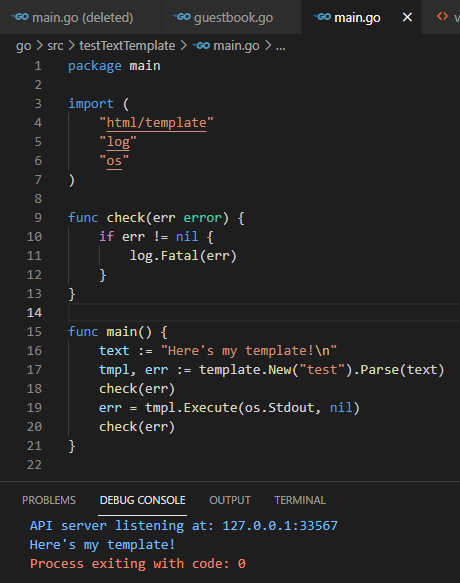 main.go (deleted) guestbook.go main.go
go > src > testTextTemplate > main.go > ...
1 package main
2
3 import (
4 "html/template"
5 "log"
6 "os"
7 )
8
9 func check(err error) {
10 if err != nil {
11 log.Fatal(err)
12 }
13 }
14
15 func main() {
16 text := "Here's my template!\n"
17 tmpl, err := template.New("test").Parse(text)
18 check(err)
19 err = tmpl.Execute(os.Stdout, nil)
20 check(err)
21 }
22
PROBLEMS DEBUG CONSOLE OUTPUT TERMINAL
API server listening at: 127.0.0.1:33567
Here's my template!
Process exiting with code: 0